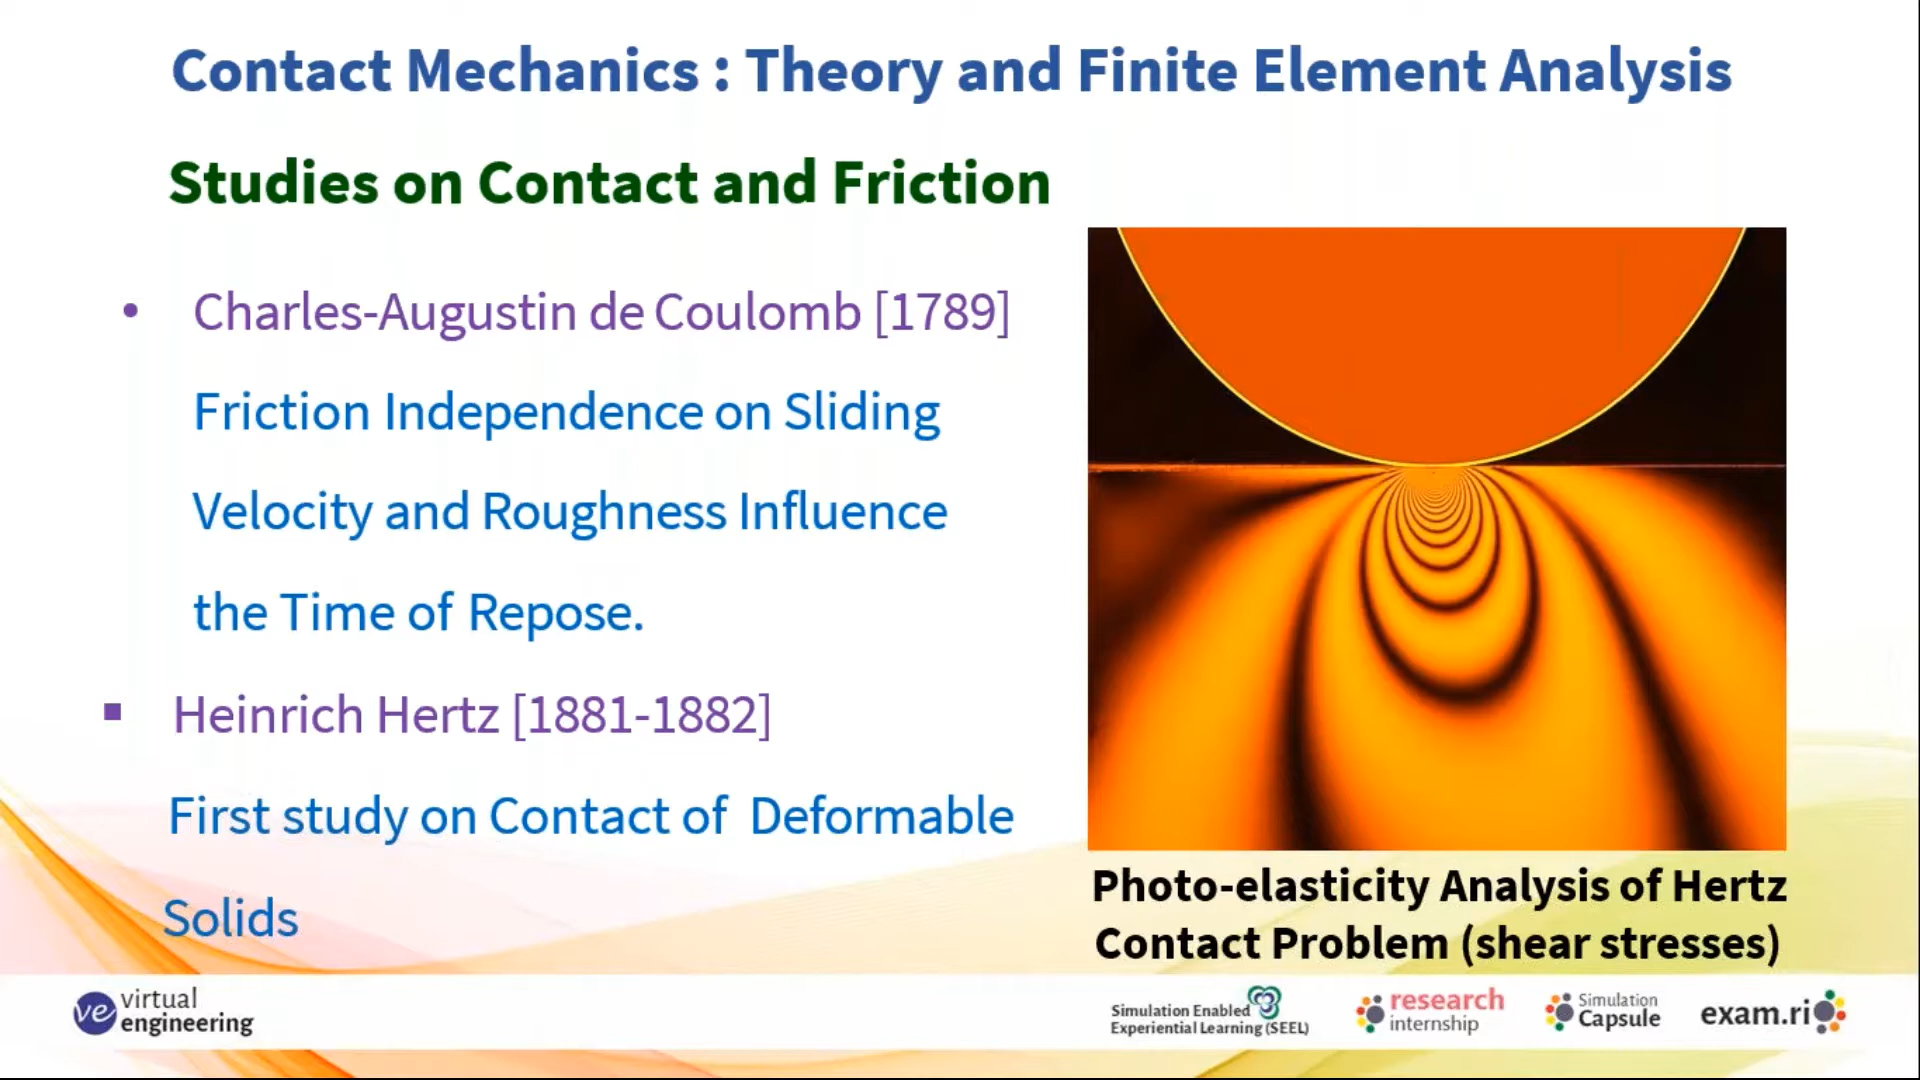 Contact Mechanics : Theory and Finite Element Analysis
Studies on Contact and Friction
• Charles-Augustin de Coulomb [1789]
Friction Independence on Sliding
Velocity and Roughness Influence
the Time of Repose.
▪ Heinrich Hertz [1881-1882]
First study on Contact of Deformable
Solids
Photo-elasticity Analysis of Hertz
Contact Problem (shear stresses)
ve virtual
engineering
Simulation Enabled
Experiential Learning (SEEL)
research
internship
Simulation
Capsule
exam.ri